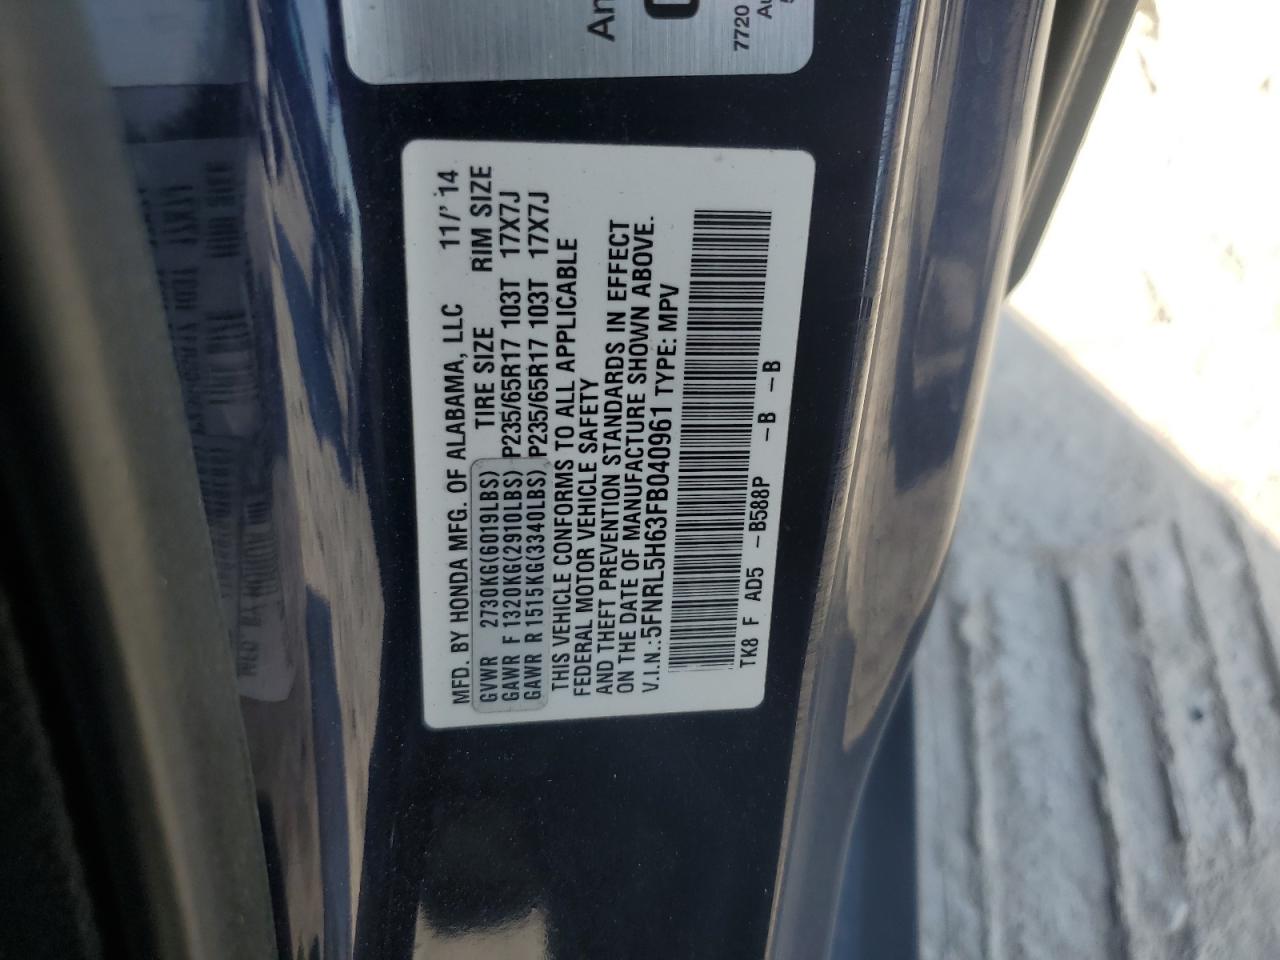 MFD. BY HONDA MFG. OF ALABAMA, LLC 11/'14
GVWR 2730KG(6019LBS) TIRE SIZE RIM SIZE
GAWR F 1320KG(2910LBS) P235/65R17 103T 17X7J
GAWR R 1515KG(3340LBS) P235/65R17 103T 17X7J
THIS VEHICLE CONFORMS TO ALL APPLICABLE
FEDERAL MOTOR VEHICLE SAFETY
AND THEFT PREVENTION STANDARDS IN EFFECT
ON THE DATE OF MANUFACTURE SHOWN ABOVE.
V.I.N.:5FNRL5H63FB040961 TYPE: MPV
TK8 F AD5 –B588P –B –B
An
7720
Au